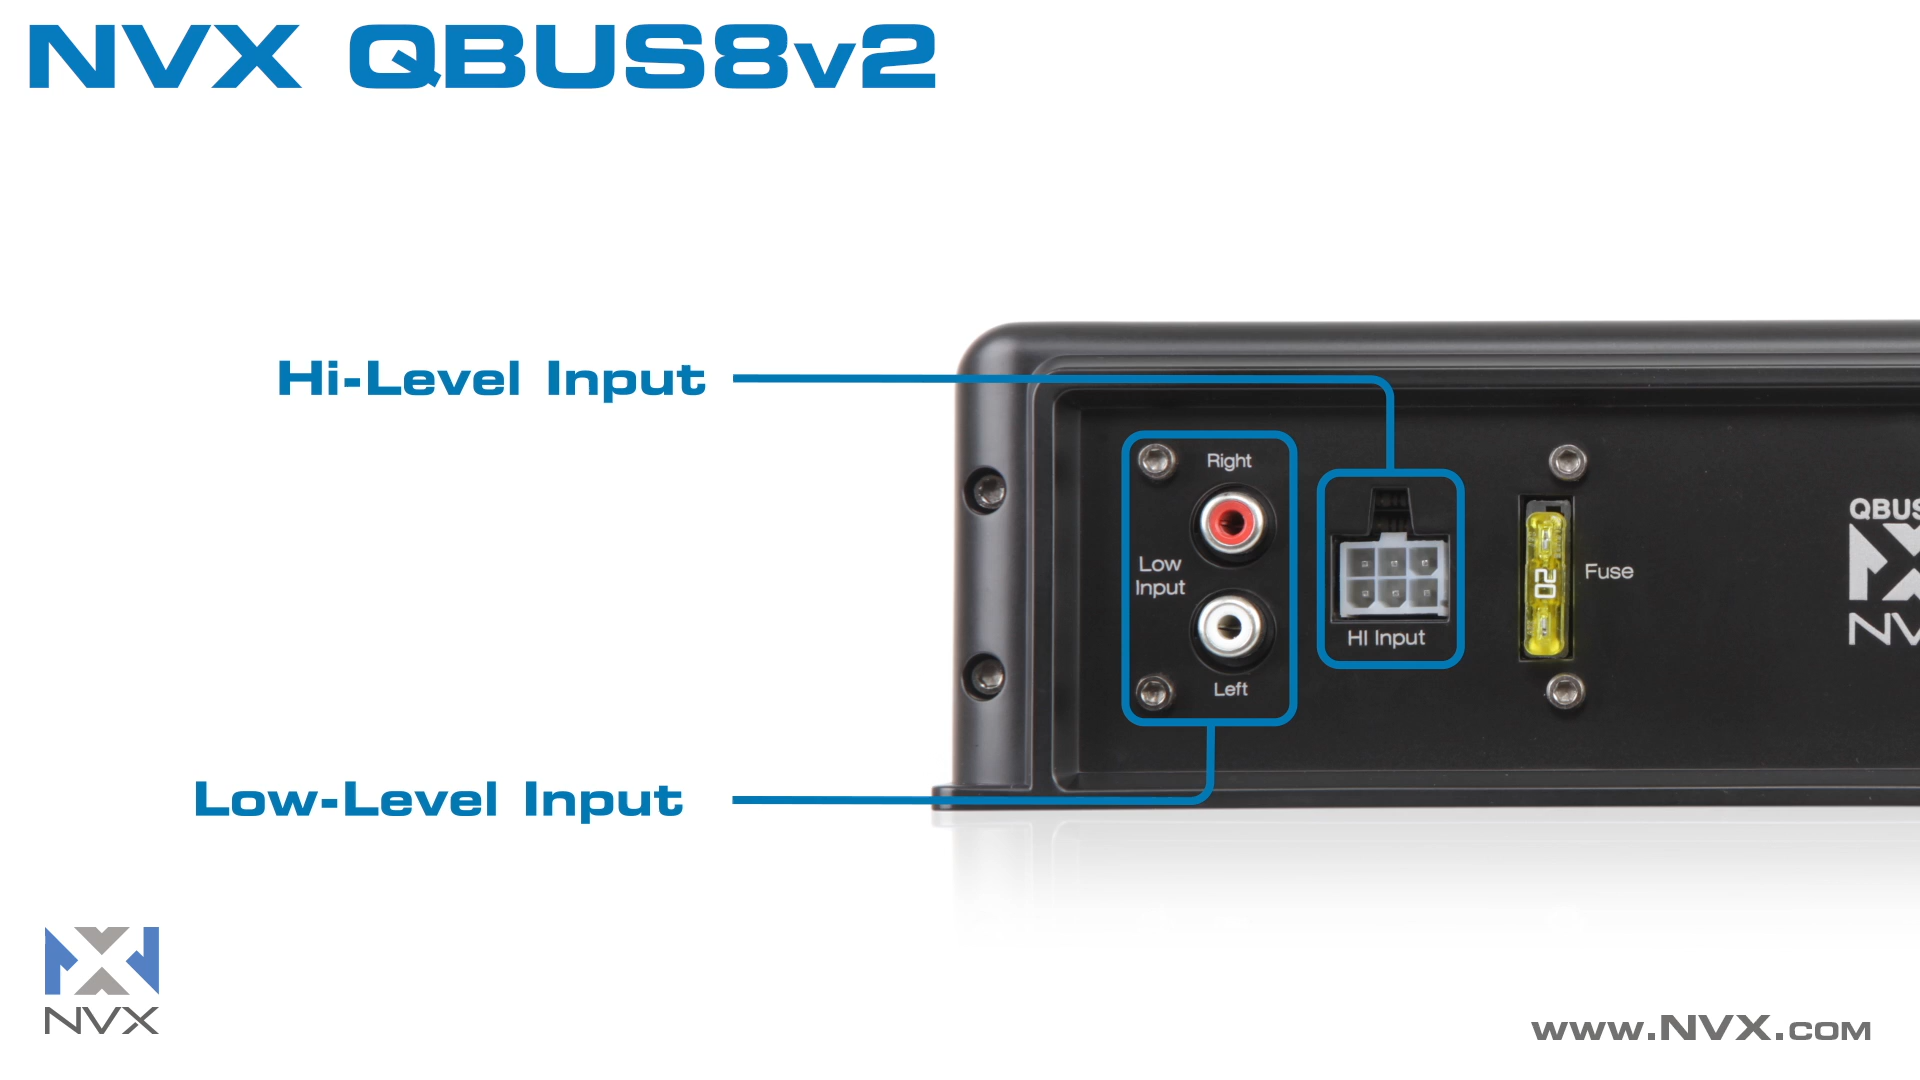 NVX QBUS8v2
Hi-Level Input
Right
Low
Input
Left
HI Input
20
Fuse
QBUS
NV
Low-Level Input
NVX
www.NVX.com